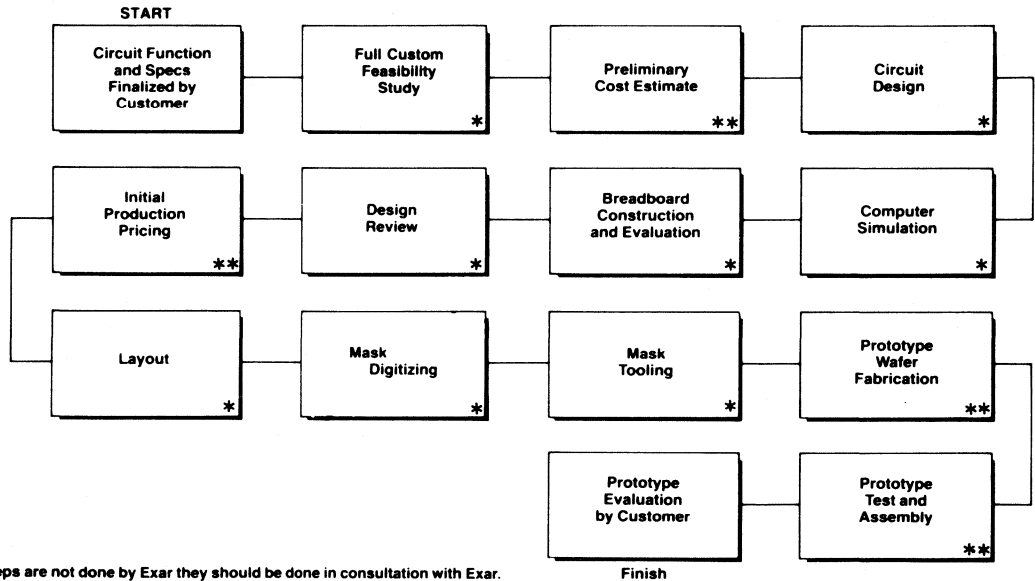 START
Circuit Function
and Specs
Finalized by
Customer
Full Custom
Feasibility
Study
*
Preliminary
Cost Estimate
**
Circuit
Design
*
Computer
Simulation
*
Breadboard
Construction
and Evaluation
*
Design
Review
*
Initial
Production
Pricing
**
Layout
*
Mask
Digitizing
*
Mask
Tooling
*
Prototype
Wafer
Fabrication
**
Prototype
Test and
Assembly
**
Prototype
Evaluation
by Customer
Finish
are not done by Exar they should be done in consultation with Exar.